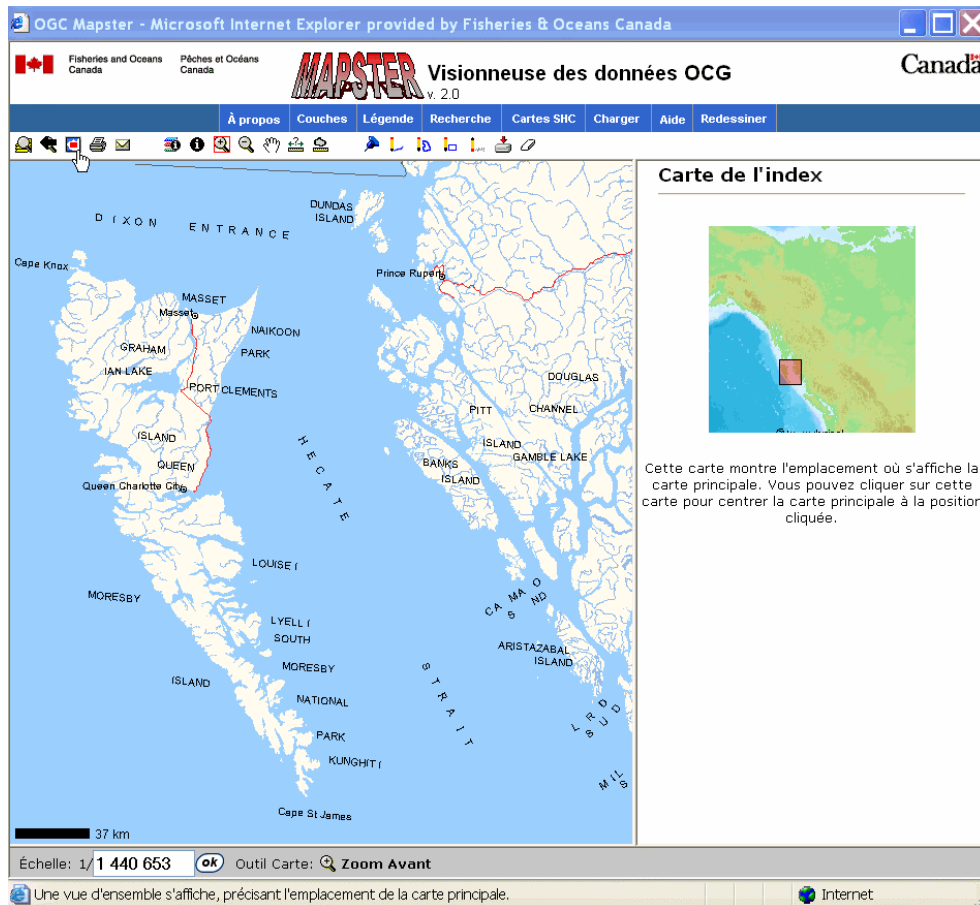 OGC Mapster - Microsoft Internet Explorer provided by Fisheries & Oceans Canada
Fisheries and Oceans Pêches et Océans
Canada Canada
MAPSTER
v. 2.0
Visionneuse des données OCG
Canada
À propos Couches Légende Recherche Cartes SHC Charger Aide Redessiner
Carte de l'index
DUNDAS
ISLAND
DIXON ENTRANCE
Cape Knox
Prince Rupert
MASSET
Masset
NAIKOON
PARK
GRAHAM
IAN LAKE
PORT CLEMENTS
DOUGLAS
CHANNEL
PITT
ISLAND
GAMBLE LAKE
ISLAND
QUEEN
Queen Charlotte City
HECATE
BANKS
ISLAND
LOUISE I
MORESBY
LYELL I
SOUTH
MORESBY
ISLAND
NATIONAL
PARK
KUNGHIT I
Cape St James
STRAIT
CAMA O
S ND
ARISTAZABAL
ISLAND
L R D
S U D
MIL
S
37 km
Cette carte montre l'emplacement où s'affiche la
carte principale. Vous pouvez cliquer sur cette
carte pour centrer la carte principale à la position
cliquée.
Échelle: 1/ 1 440 653 ok Outil Carte: Zoom Avant
Une vue d'ensemble s'affiche, précisant l'emplacement de la carte principale. Internet